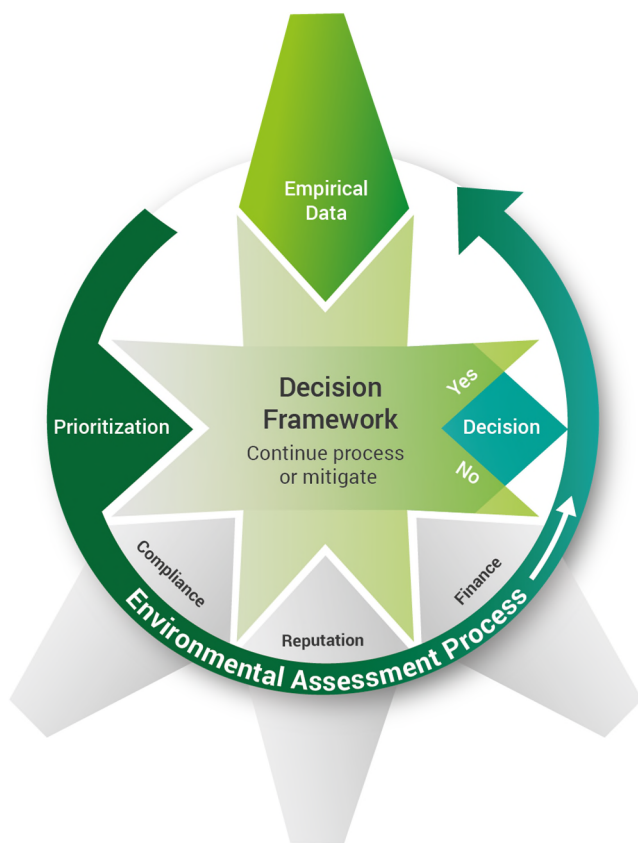 Empirical
Data
Decision
Framework
Continue process
or mitigate
Yes
Prioritization
Decision
No
Compliance
Reputation
Finance
Environmental Assessment Process